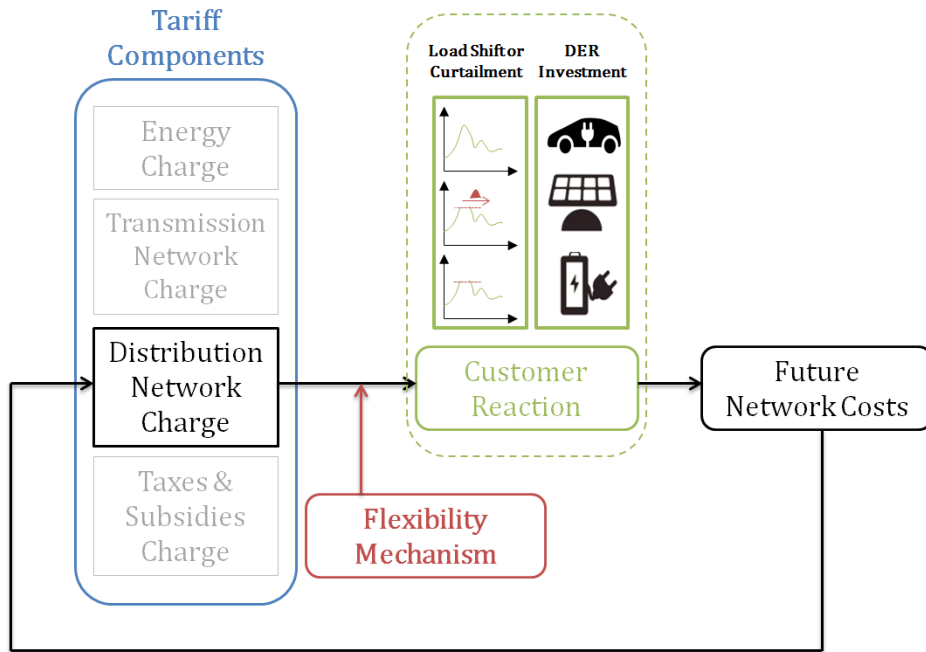 Tariff
Components
Energy
Charge
Transmission
Network
Charge
Distribution
Network
Charge
Taxes &
Subsidies
Charge
Load Shift or
Curtailment
DER
Investment
Customer
Reaction
Flexibility
Mechanism
Future
Network Costs